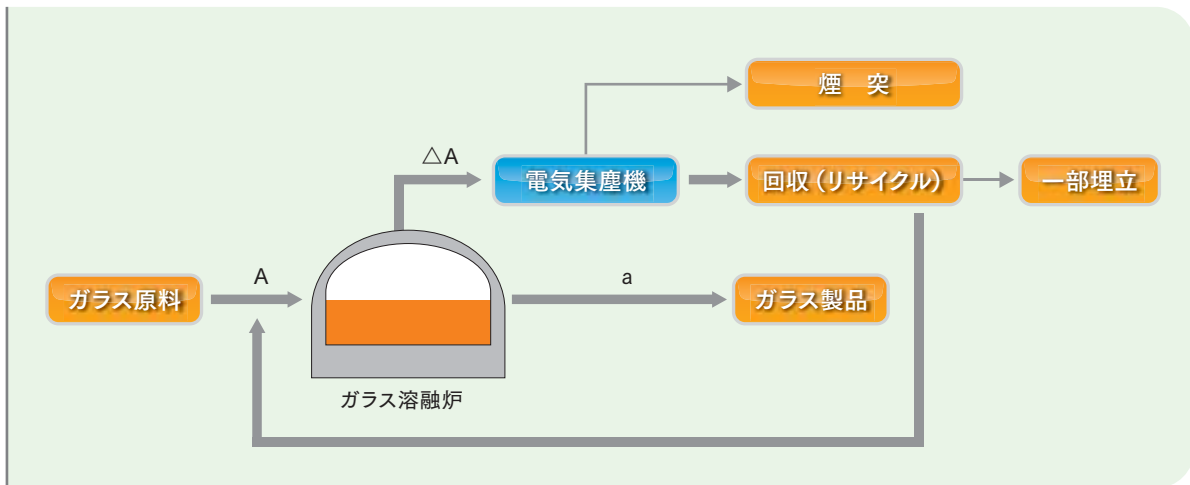 煙　突
△A
電気集塵機
回収（リサイクル）
一部埋立
ガラス原料
A
a
ガラス製品
ガラス溶融炉